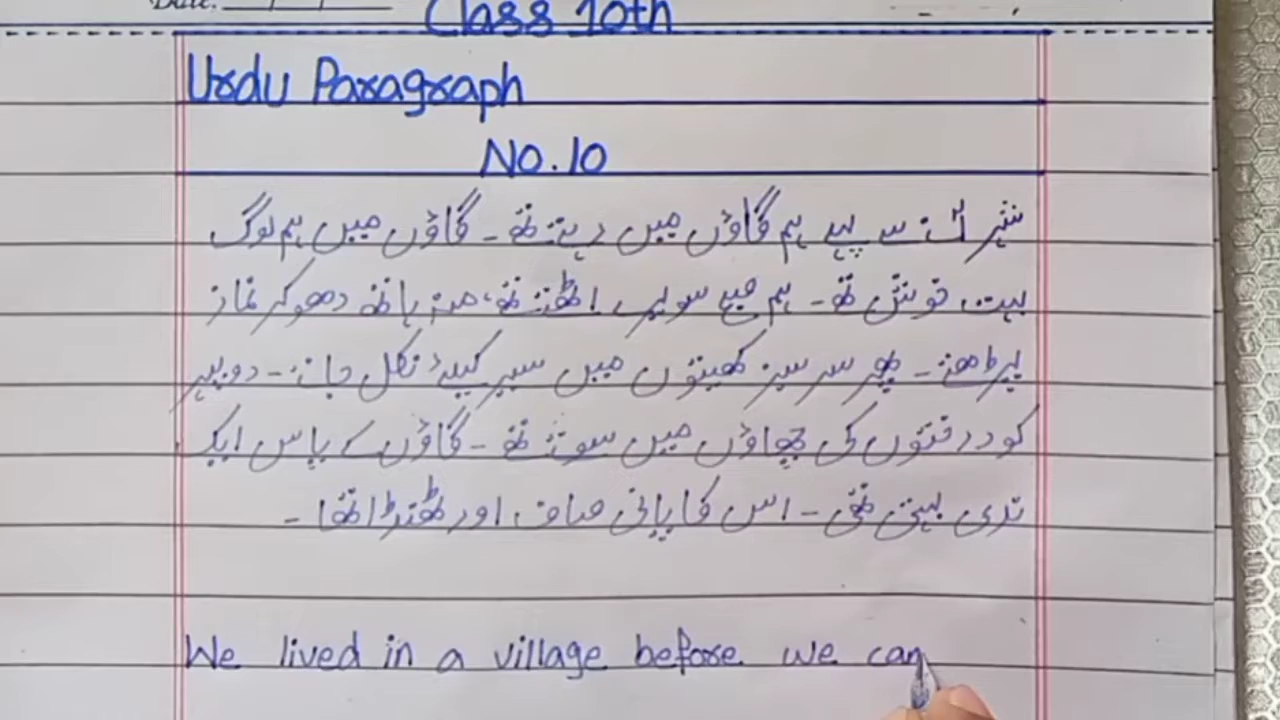 Date:
Class 10th
Urdu Paragraph
No. 10
شہر آنے سے پہلے ہم گاؤں میں رہتے تھے ۔ گاؤں میں ہم لوگ
بہت خوش تھے ۔ ہم صبح سویرے اٹھتے تھے، منہ ہاتھ دھو کر نماز
پڑھتے ۔ پھر سرسبز کھیتوں میں سیر کیلئے نکل جاتے ۔ دوپہر
کو درختوں کی چھاؤں میں سوتے تھے ۔ گاؤں کے پاس ایک
ندی بہتی تھی ۔ اس کا پانی صاف اور ٹھنڈا تھا ۔
We lived in a village before we cam